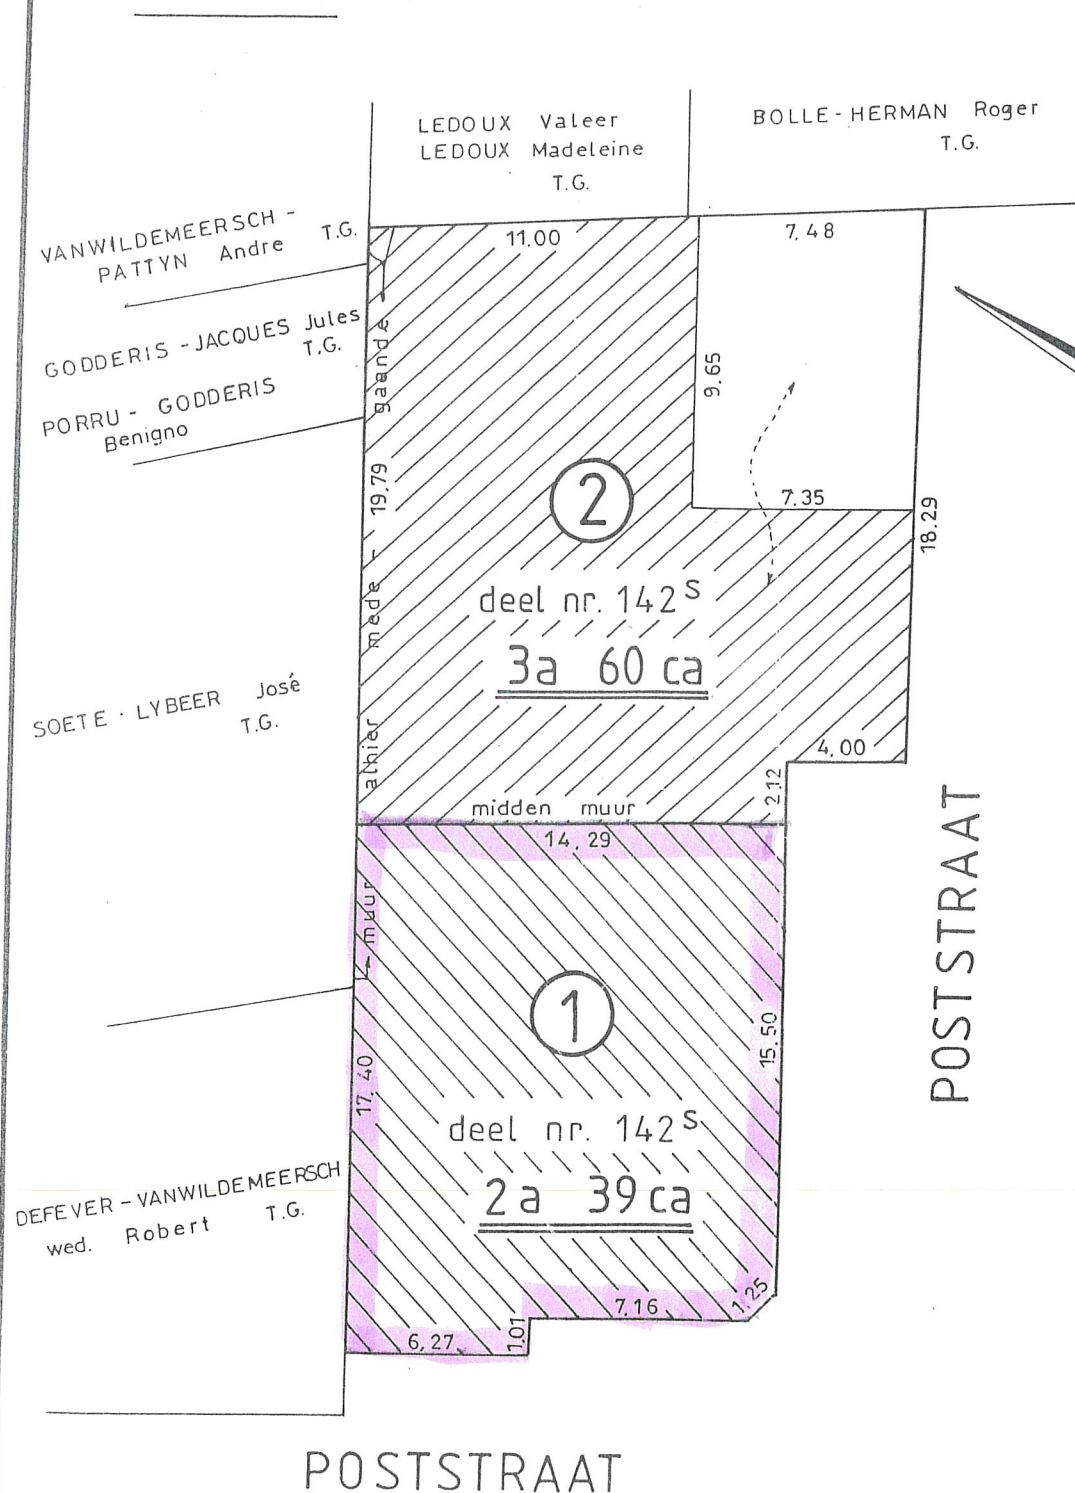 LEDOUX Valeer
LEDOUX Madeleine
T.G.
BOLLE-HERMAN Roger
T.G.
VANWILDEMEERSCH -
PATTYN Andre T.G.
GODDERIS - JACQUES Jules
T.G.
PORRU - GODDERIS
Benigno
SOETE - LYBEER José
T.G.
DEFEVER - VANWILDEMEERSCH
wed. Robert T.G.
11.00
7.48
9.65
7.35
18.29
19.79
alhier mede - gaande
muur
2
deel nr. 142 S
3a 60 ca
4.00
2.12
midden muur
14,29
1
15.50
17,40
deel nr. 142 S
2a 39 ca
1.25
7.16
1.01
6,27
POSTSTRAAT
POSTSTRAAT